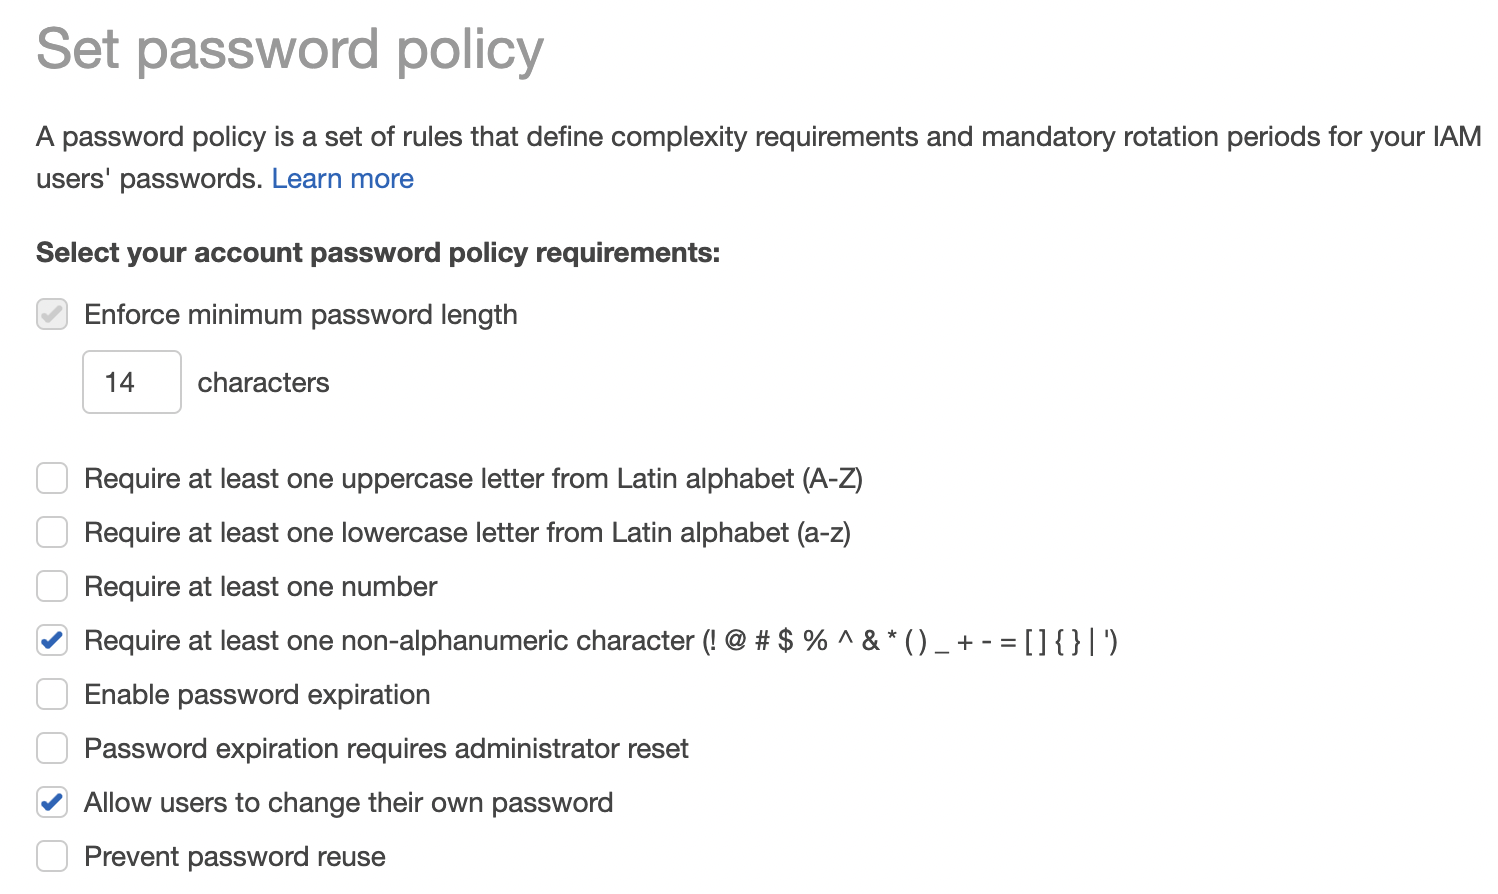 Set password policy
A password policy is a set of rules that define complexity requirements and mandatory rotation periods for your IAM
users' passwords. Learn more
Select your account password policy requirements:
Enforce minimum password length
14 characters
Require at least one uppercase letter from Latin alphabet (A-Z)
Require at least one lowercase letter from Latin alphabet (a-z)
Require at least one number
Require at least one non-alphanumeric character (! @ # $ % ^ & * ( ) _ + - = [ ] { } | ')
Enable password expiration
Password expiration requires administrator reset
Allow users to change their own password
Prevent password reuse